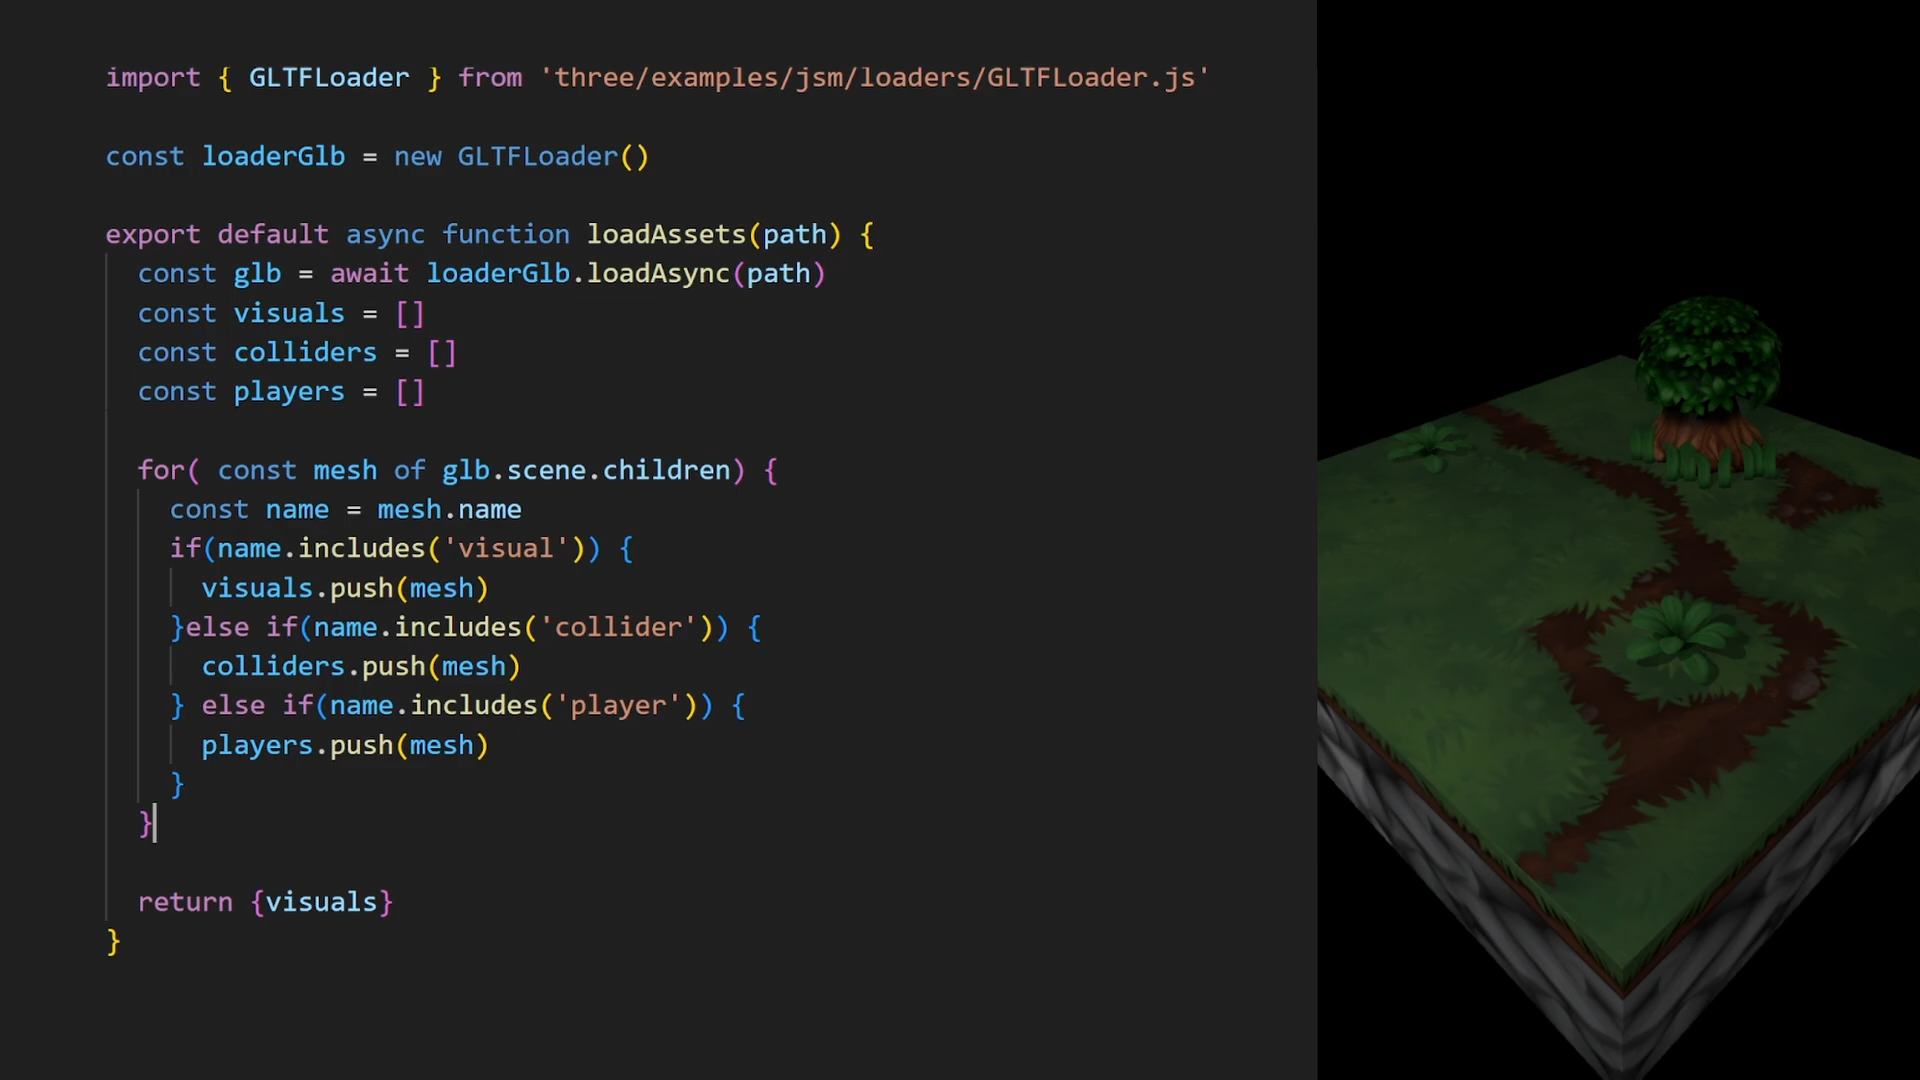 import { GLTFLoader } from 'three/examples/jsm/loaders/GLTFLoader.js'
const loaderGlb = new GLTFLoader()
export default async function loadAssets(path) {
const glb = await loaderGlb.loadAsync(path)
const visuals = []
const colliders = []
const players = []
for( const mesh of glb.scene.children) {
const name = mesh.name
if(name.includes('visual')) {
visuals.push(mesh)
}else if(name.includes('collider')) {
colliders.push(mesh)
} else if(name.includes('player')) {
players.push(mesh)
}
}
return {visuals}
}